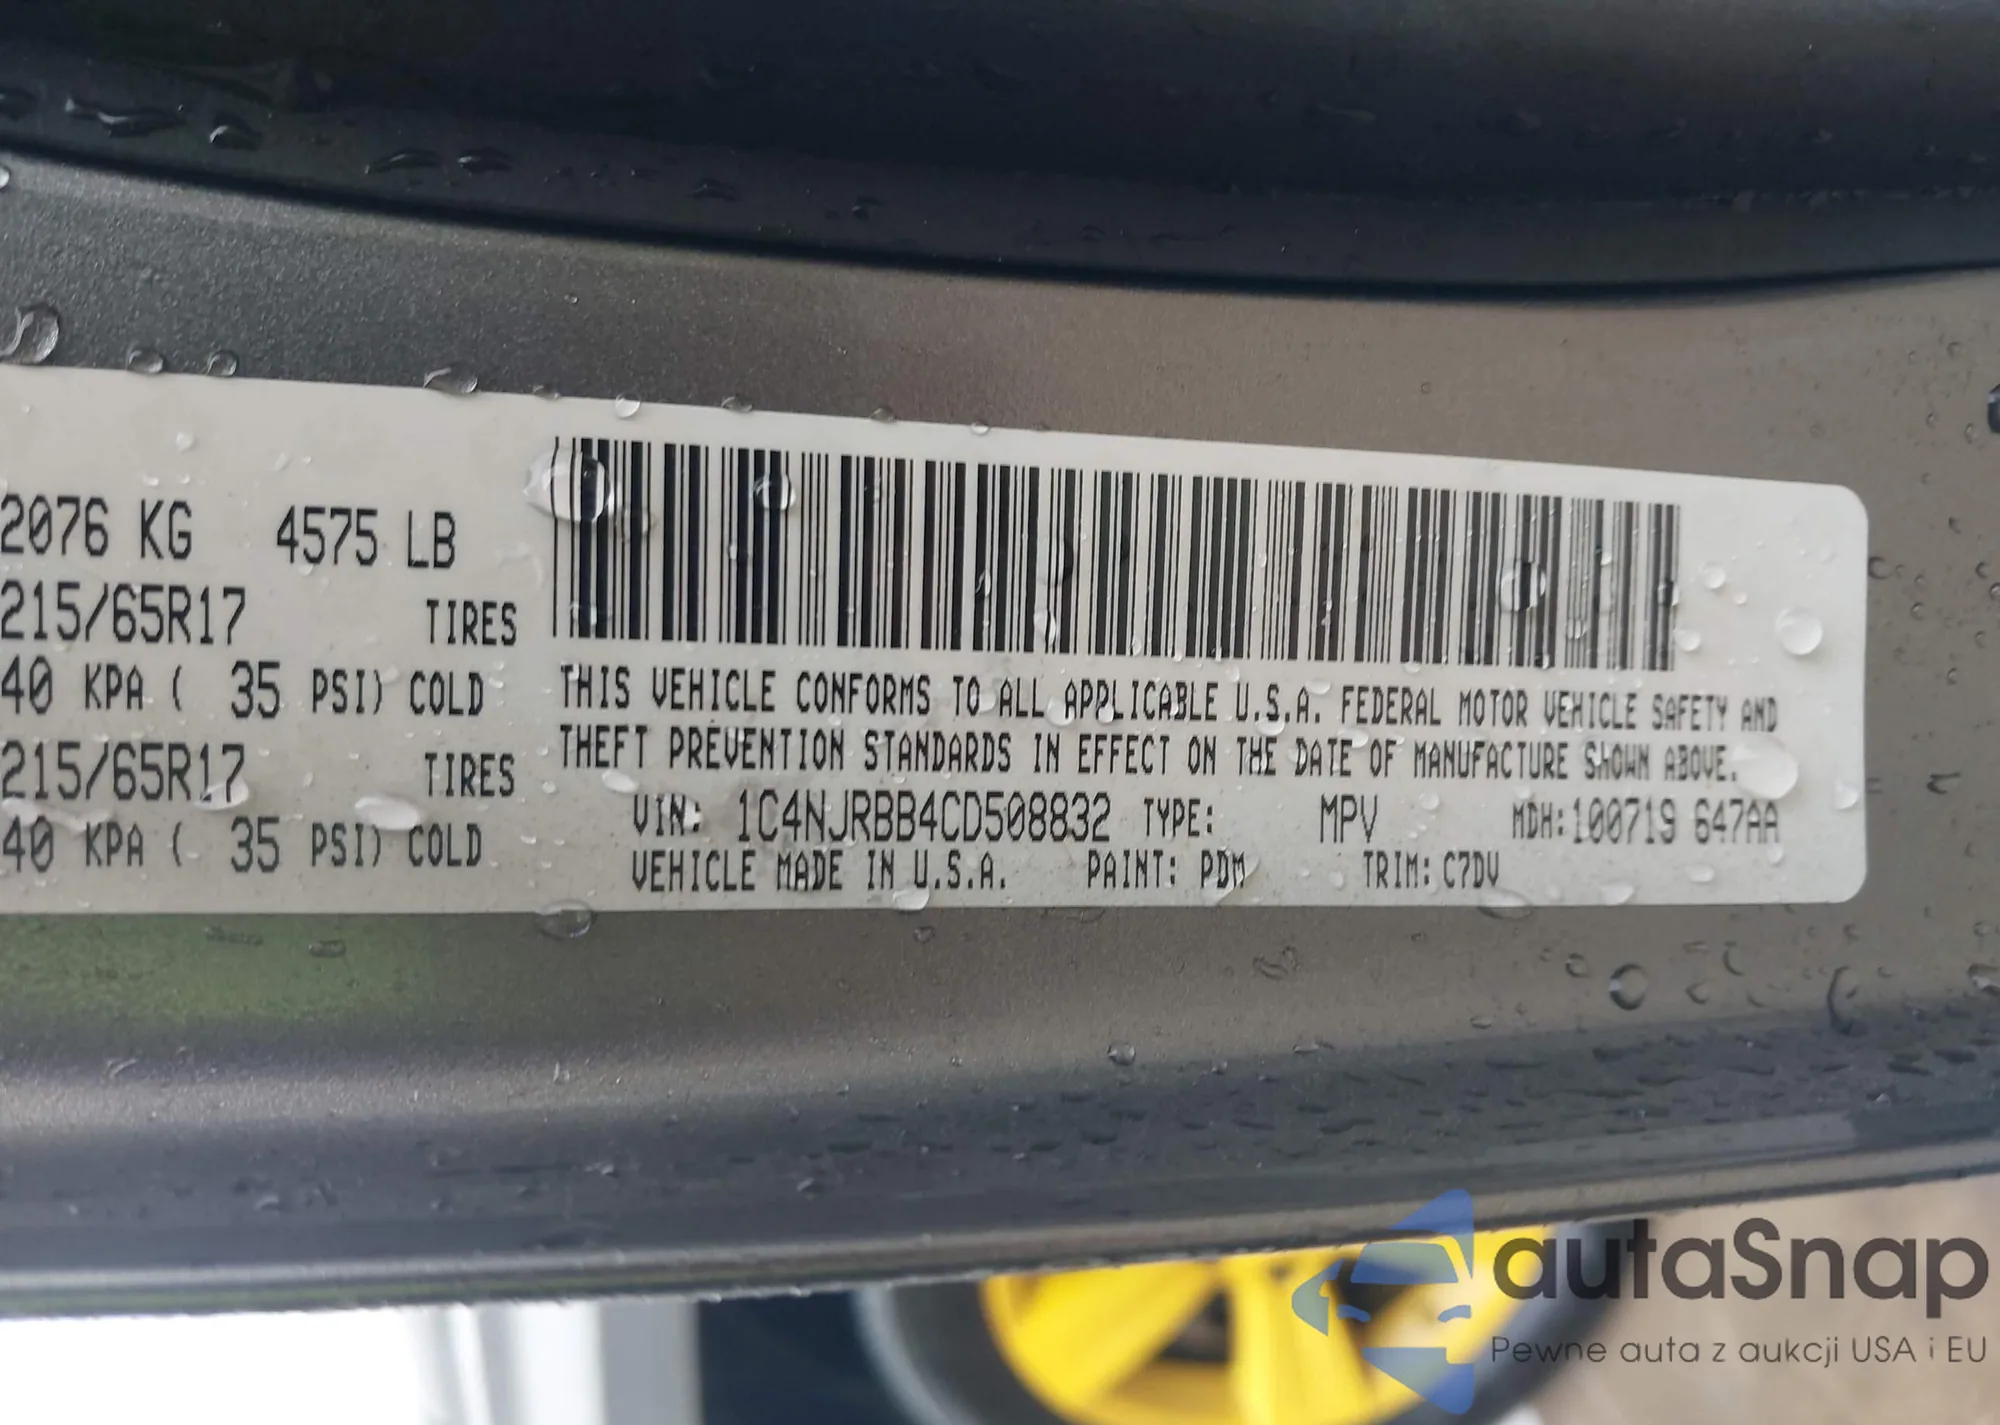 2076 KG 4575 LB
215/65R17 TIRES
40 KPA ( 35 PSI) COLD
215/65R17 TIRES
40 KPA ( 35 PSI) COLD
THIS VEHICLE CONFORMS TO ALL APPLICABLE U.S.A. FEDERAL MOTOR VEHICLE SAFETY AND
THEFT PREVENTION STANDARDS IN EFFECT ON THE DATE OF MANUFACTURE SHOWN ABOVE.
VIN: 1C4NJRBB4CD508832 TYPE: MPV MDH:100719 647AA
VEHICLE MADE IN U.S.A. PAINT: PDM TRIM: C7DV
autaSnap
Pewne auta z aukcji USA i EU